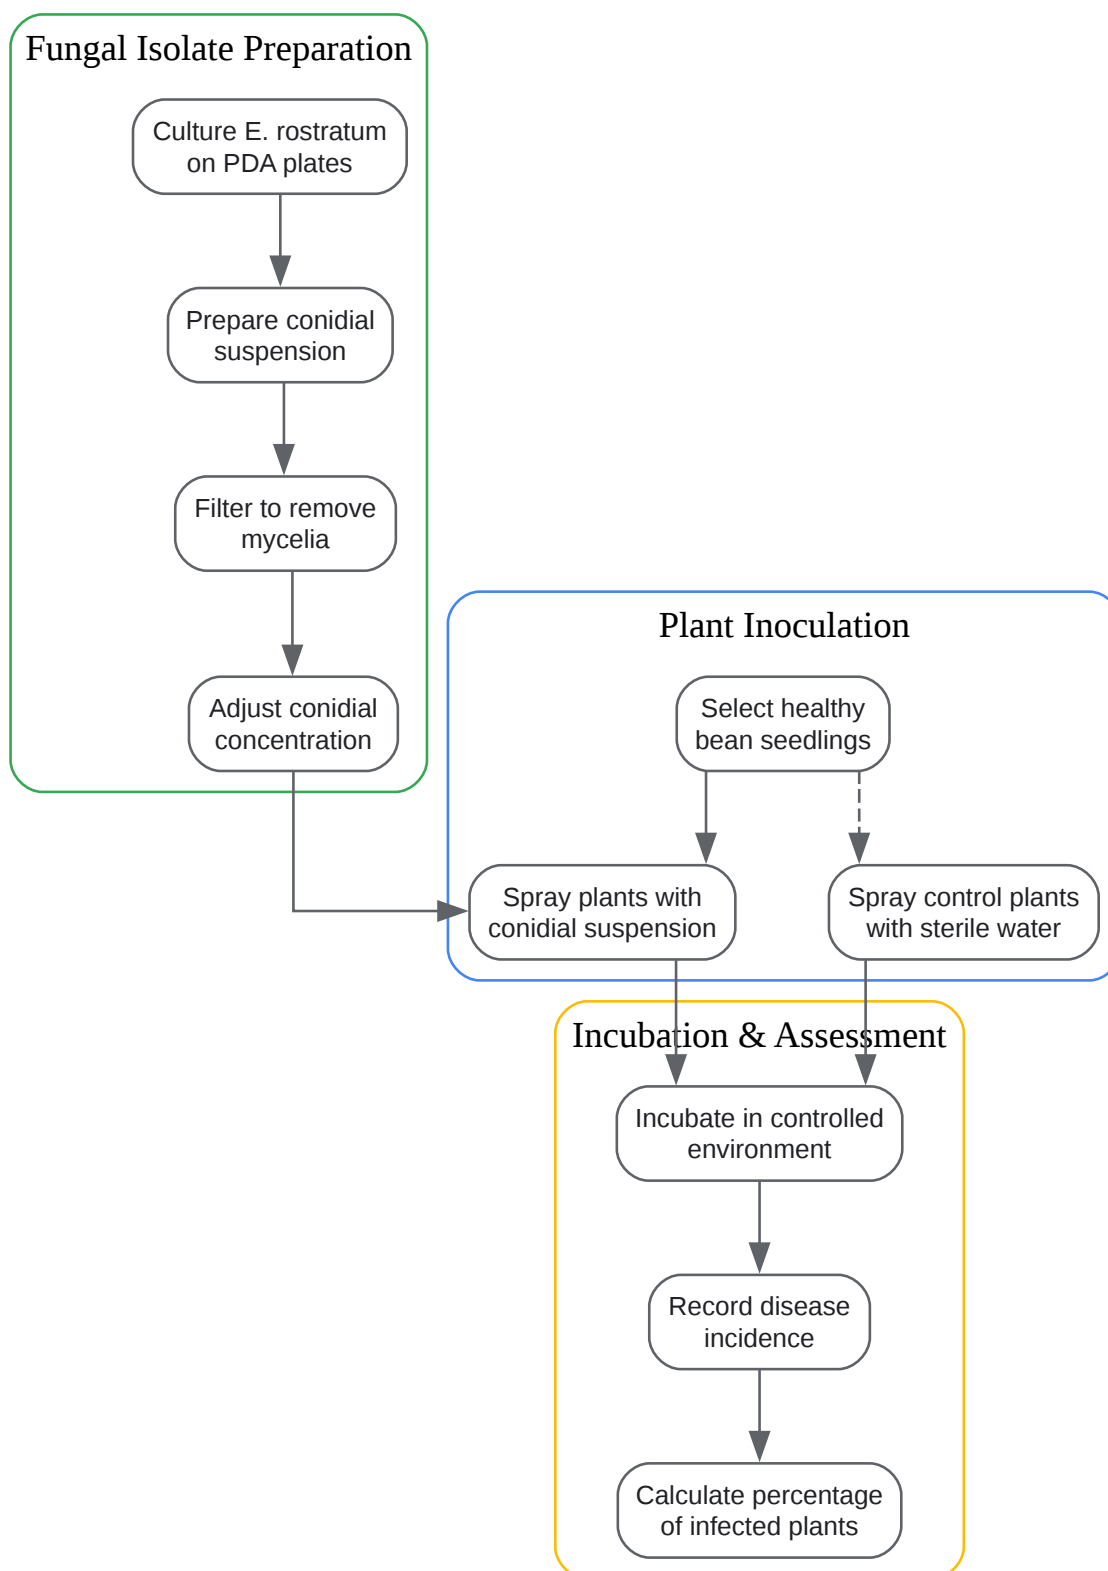 Fungal Isolate Preparation
Culture E. rostratum
on PDA plates
Prepare conidial
suspension
Filter to remove
mycelia
Adjust conidial
concentration
Plant Inoculation
Select healthy
bean seedlings
Spray plants with
conidial suspension
Spray control plants
with sterile water
Incubation & Assessment
Incubate in controlled
environment
Record disease
incidence
Calculate percentage
of infected plants